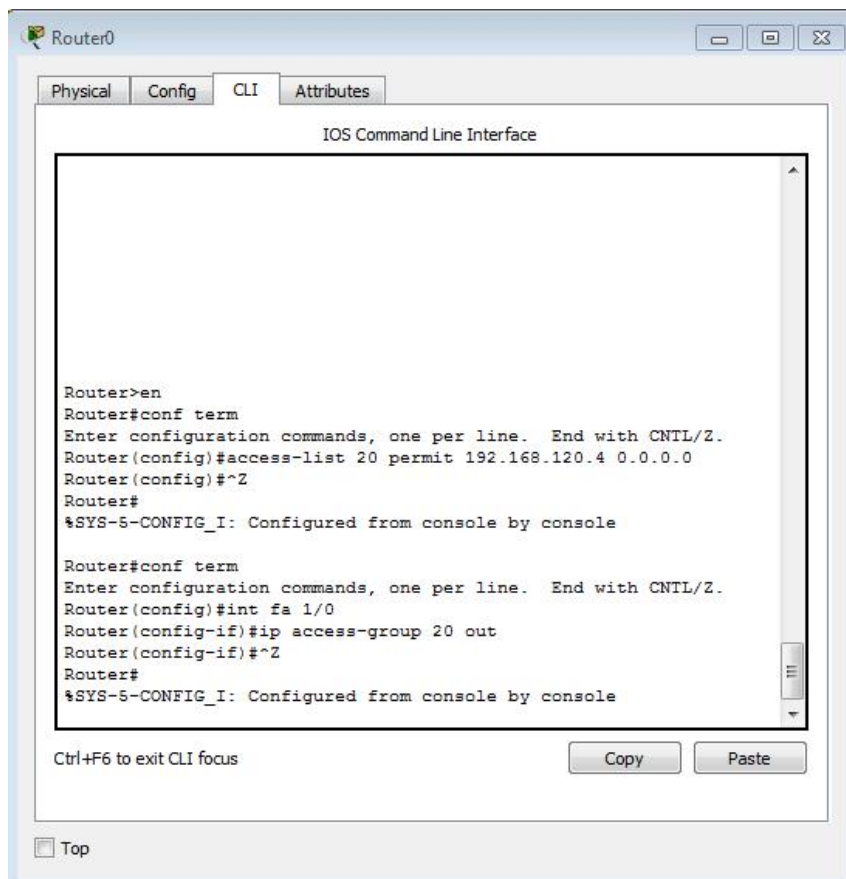 Router0
Physical Config CLI Attributes
IOS Command Line Interface
Router>en
Router#conf term
Enter configuration commands, one per line.  End with CNTL/Z.
Router(config)#access-list 20 permit 192.168.120.4 0.0.0.0
Router(config)#^Z
Router#
%SYS-5-CONFIG_I: Configured from console by console
Router#conf term
Enter configuration commands, one per line.  End with CNTL/Z.
Router(config)#int fa 1/0
Router(config-if)#ip access-group 20 out
Router(config-if)#^Z
Router#
%SYS-5-CONFIG_I: Configured from console by console
Ctrl+F6 to exit CLI focus Copy Paste
Top